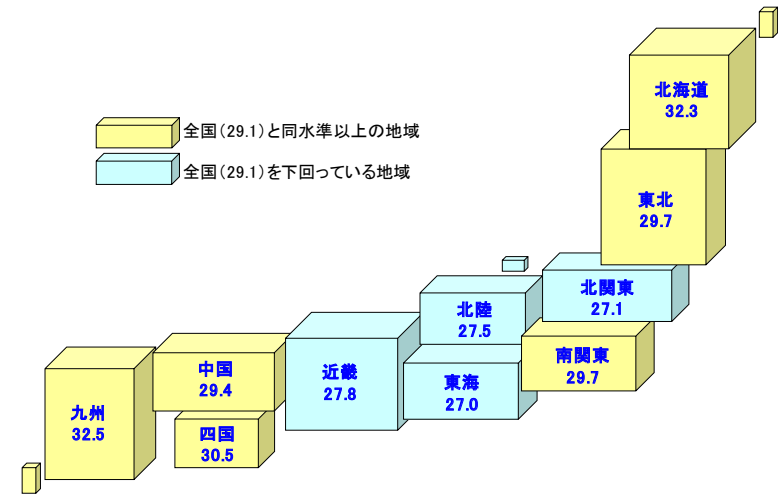 北海道
32.3
全国(29.1)と同水準以上の地域
全国(29.1)を下回っている地域
東北
29.7
北関東
27.1
北陸
27.5
南関東
29.7
中国
29.4
近畿
27.8
東海
27.0
九州
32.5
四国
30.5